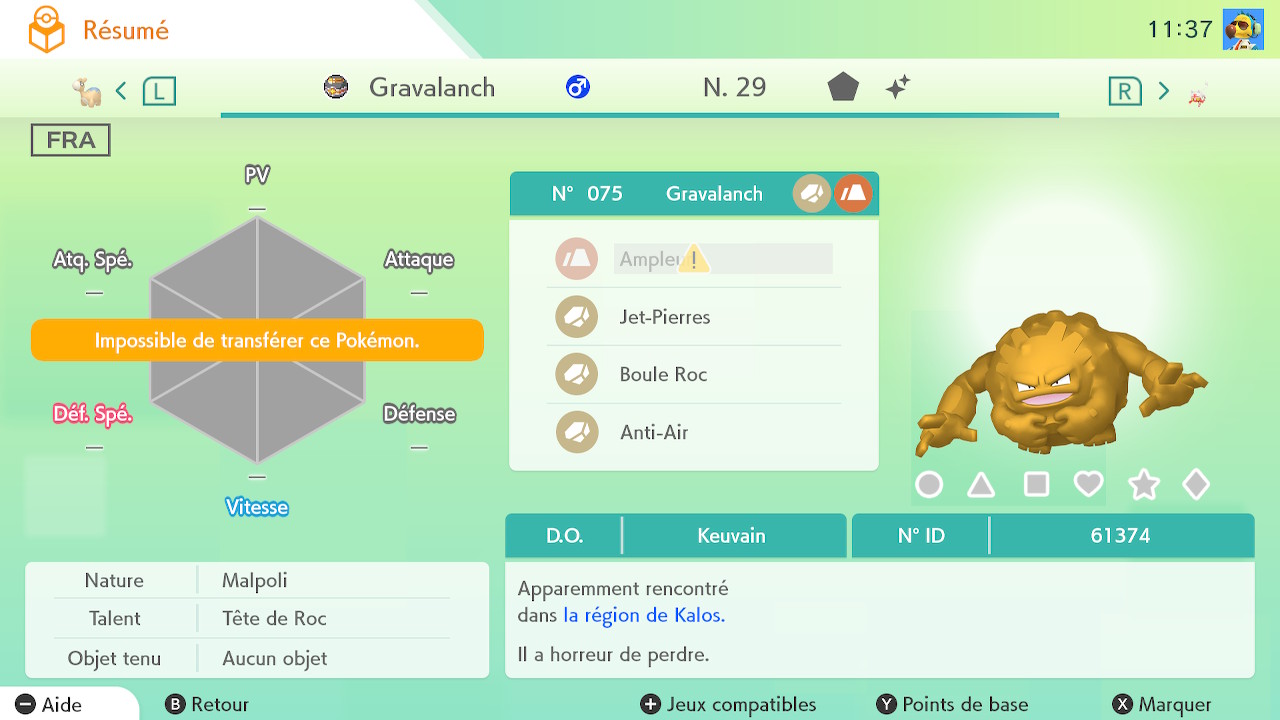 Résumé
11:37
L
Gravalanch
N. 29
R
FRA
PV
—
Atq. Spé.
—
Attaque
—
Impossible de transférer ce Pokémon.
Déf. Spé.
—
Défense
—
—
Vitesse
N° 075 Gravalanch
Ampleu
Jet-Pierres
Boule Roc
Anti-Air
D.O. Keuvain
N° ID 61374
Nature Malpoli
Talent Tête de Roc
Objet tenu Aucun objet
Apparemment rencontré
dans la région de Kalos.
Il a horreur de perdre.
Aide
B Retour
Jeux compatibles
Y Points de base
X Marquer